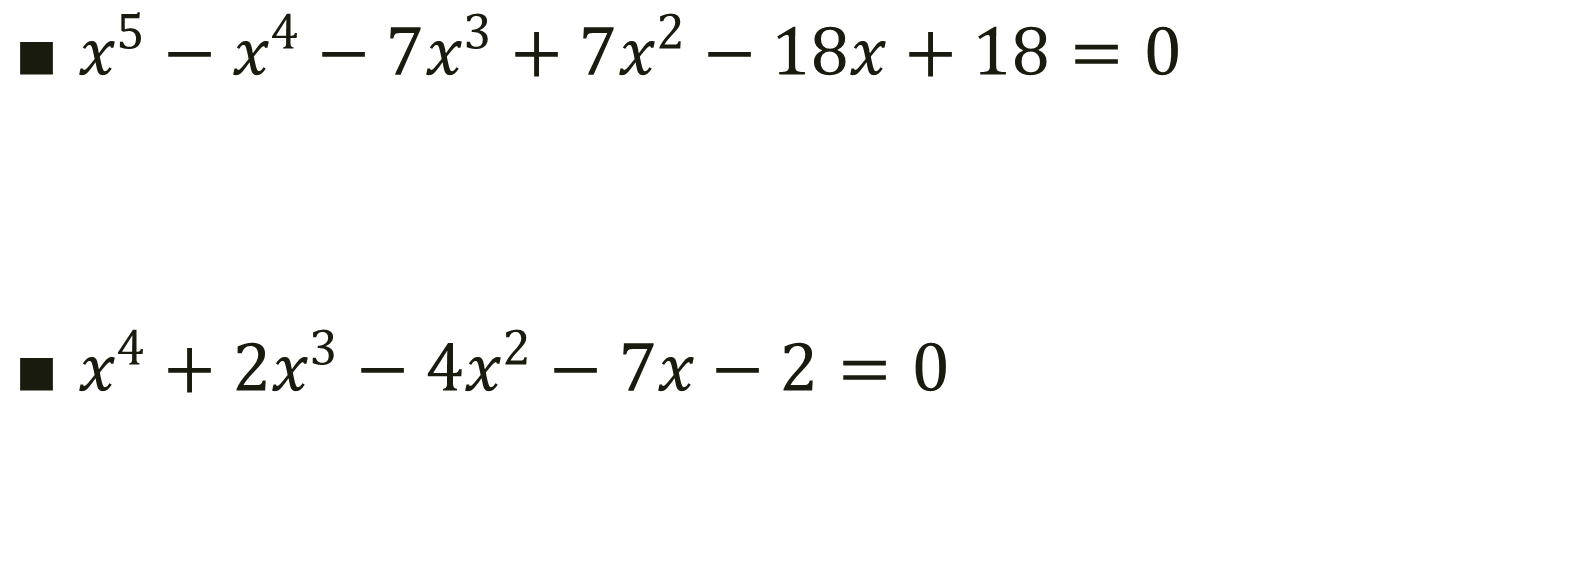 ▪ x⁵ − x⁴ − 7x³ + 7x² − 18x + 18 = 0
▪ x⁴ + 2x³ − 4x² − 7x − 2 = 0